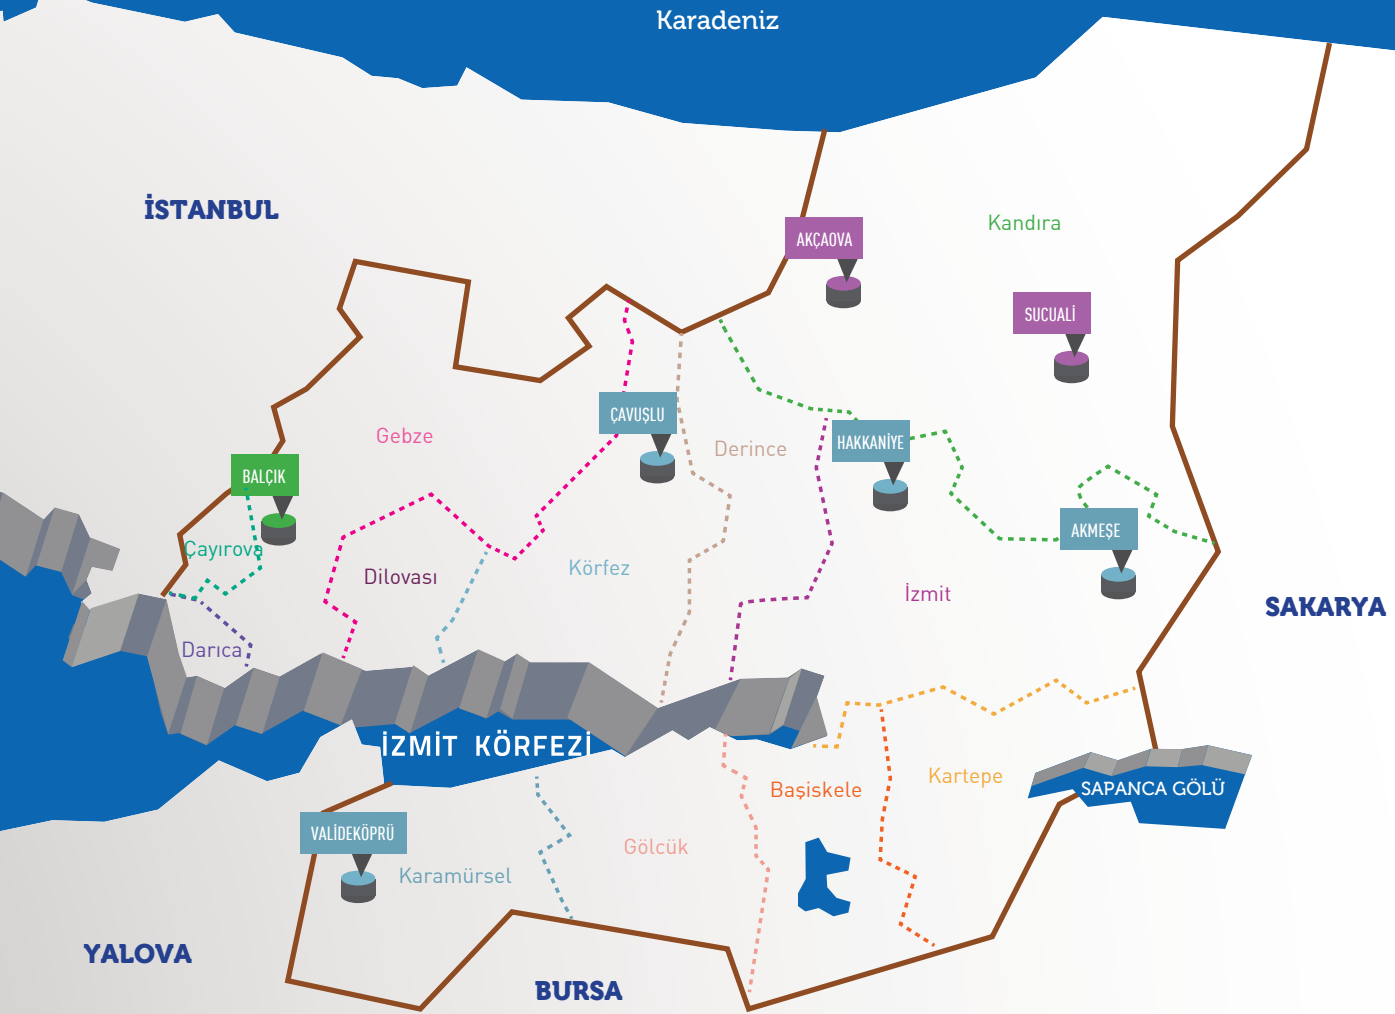 Karadeniz
İSTANBUL
Kandıra
AKÇAOVA
SUCUALİ
ÇAVUŞLU
Gebze
Derince
HAKKANİYE
BALÇIK
AKMEŞE
Çayırova
Dilovası
Körfez
İzmit
SAKARYA
Darıca
İZMİT KÖRFEZİ
Kartepe
Başiskele
SAPANCA GÖLÜ
VALİDEKÖPRÜ
Gölcük
Karamürsel
YALOVA
BURSA